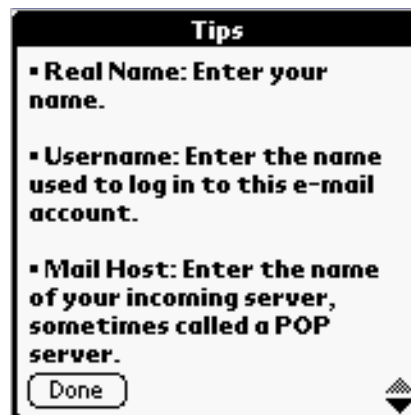 Tips
▪ Real Name: Enter your
name.
▪ Username: Enter the name
used to log in to this e-mail
account.
▪ Mail Host: Enter the name
of your incoming server,
sometimes called a POP
server.
Done